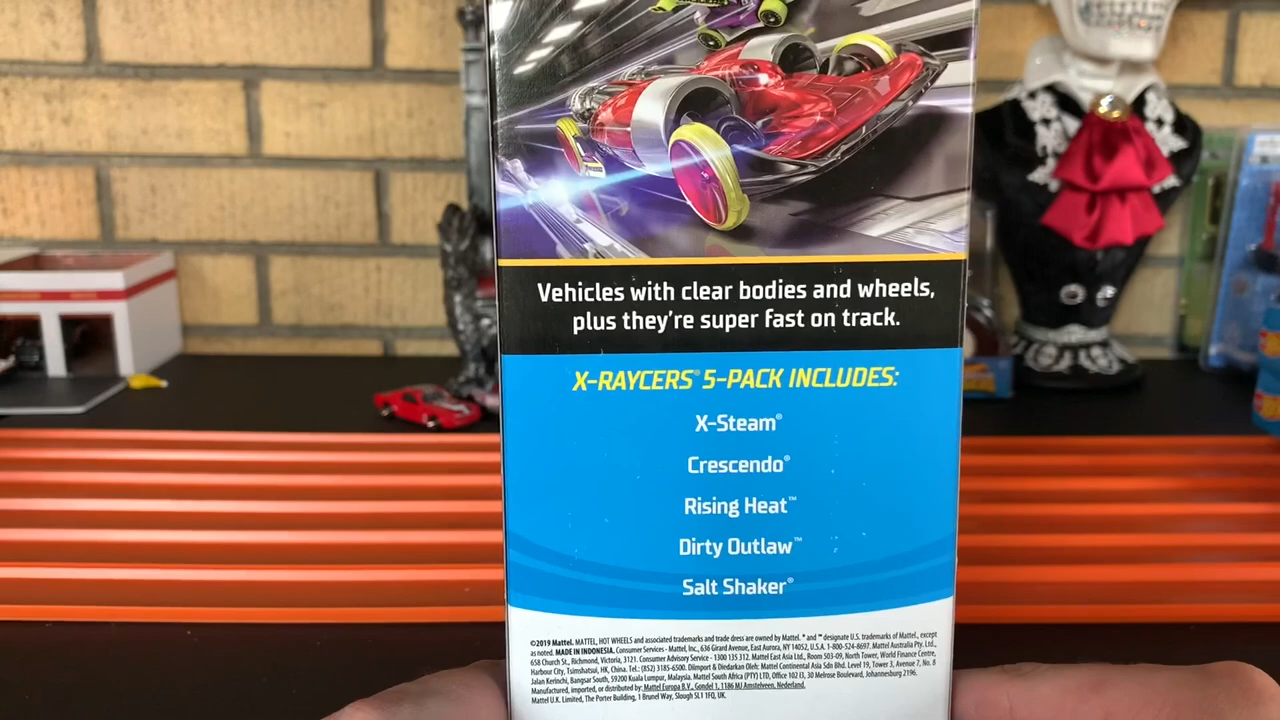 Vehicles with clear bodies and wheels,
plus they're super fast on track.
X-RAYCERS® 5-PACK INCLUDES:
X-Steam®
Crescendo®
Rising Heat™
Dirty Outlaw™
Salt Shaker®
©2019 Mattel. MATTEL, HOT WHEELS and associated trademarks and trade dress are owned by Mattel. ® and ™ designate U.S. trademarks of Mattel., except
as noted. MADE IN INDONESIA. Consumer Services - Mattel, Inc., 636 Girard Avenue, East Aurora, NY 14052, U.S.A. 1-800-524-8697. Mattel Australia Pty. Ltd.,
658 Church St., Richmond, Victoria, 3121. Consumer Advisory Service - 1300 135 312. Mattel East Asia Ltd., Room 503-09, North Tower, World Finance Centre,
Harbour City, Tsimshatsui, HK, China. Tel.: (852) 3185-6500. Diimport & Diedarkan Oleh: Mattel Continental Asia Sdn Bhd. Level 19, Tower 3, Avenue 7, No. 8
Jalan Kerinchi, Bangsar South, 59200 Kuala Lumpur, Malaysia. Mattel South Africa (PTY) LTD, Office 102 I3, 30 Melrose Boulevard, Johannesburg 2196.
Manufactured, imported, or distributed by: Mattel Europa B.V., Gondel 1, 1186 MJ Amstelveen, Nederland.
Mattel U.K. Limited, The Porter Building, 1 Brunel Way, Slough SL1 1FQ, UK.